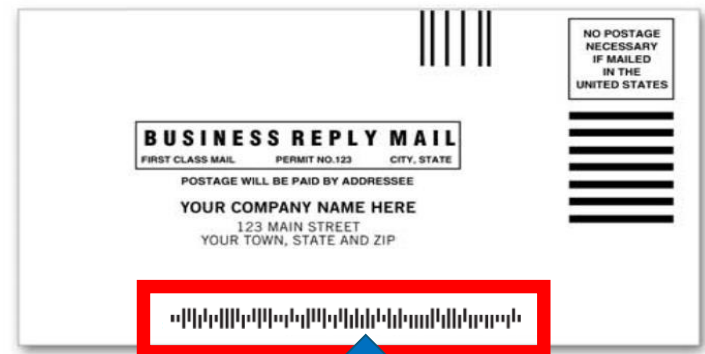 NO POSTAGE
NECESSARY
IF MAILED
IN THE
UNITED STATES
BUSINESS REPLY MAIL
FIRST CLASS MAIL PERMIT NO.123 CITY, STATE
POSTAGE WILL BE PAID BY ADDRESSEE
YOUR COMPANY NAME HERE
123 MAIN STREET
YOUR TOWN, STATE AND ZIP